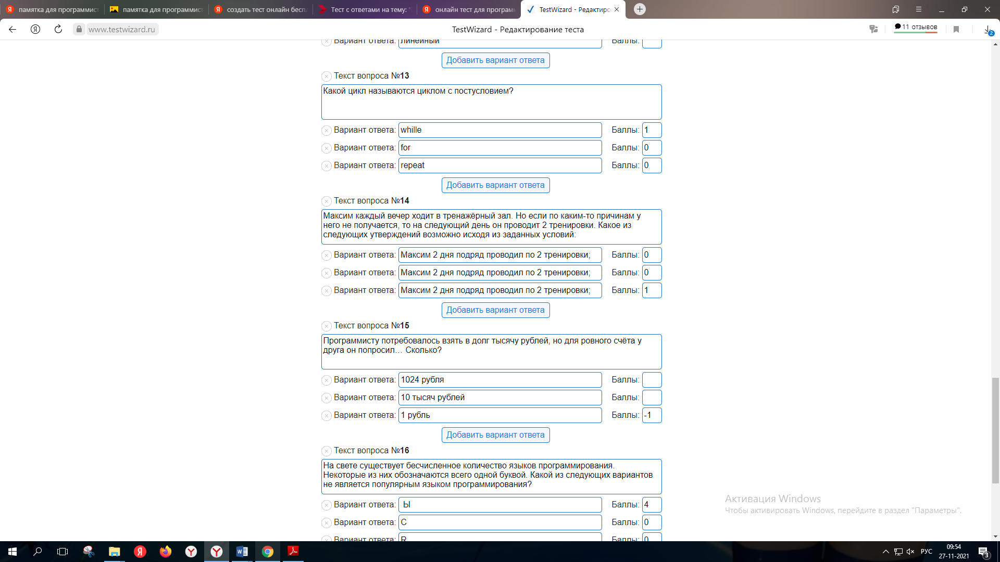 памятка для программист
памятка для программист
создать тест онлайн беспл
Тест с ответами на тему: "
онлайн тест для програм
TestWizard - Редактиро
www.testwizard.ru
TestWizard - Редактирование теста
11 отзывов
2
Вариант ответа: линейный Баллы:
Добавить вариант ответа
Текст вопроса №13
Какой цикл называются циклом с постусловием?
Вариант ответа: whille Баллы: 1
Вариант ответа: for Баллы: 0
Вариант ответа: repeat Баллы: 0
Добавить вариант ответа
Текст вопроса №14
Максим каждый вечер ходит в тренажёрный зал. Но если по каким-то причинам у
него не получается, то на следующий день он проводит 2 тренировки. Какое из
следующих утверждений возможно исходя из заданных условий:
Вариант ответа: Максим 2 дня подряд проводил по 2 тренировки; Баллы: 0
Вариант ответа: Максим 2 дня подряд проводил по 2 тренировки; Баллы: 0
Вариант ответа: Максим 2 дня подряд проводил по 2 тренировки; Баллы: 1
Добавить вариант ответа
Текст вопроса №15
Программисту потребовалось взять в долг тысячу рублей, но для ровного счёта у
друга он попросил… Сколько?
Вариант ответа: 1024 рубля Баллы:
Вариант ответа: 10 тысяч рублей Баллы:
Вариант ответа: 1 рубль Баллы: -1
Добавить вариант ответа
Текст вопроса №16
На свете существует бесчисленное количество языков программирования.
Некоторые из них обозначаются всего одной буквой. Какой из следующих вариантов
не является популярным языком программирования?
Вариант ответа: Ы Баллы: 4
Вариант ответа: C Баллы: 0
Вариант ответа: R Баллы: 0
Активация Windows
Чтобы активировать Windows, перейдите в раздел "Параметры".
РУС
09:54
27-11-2021
3